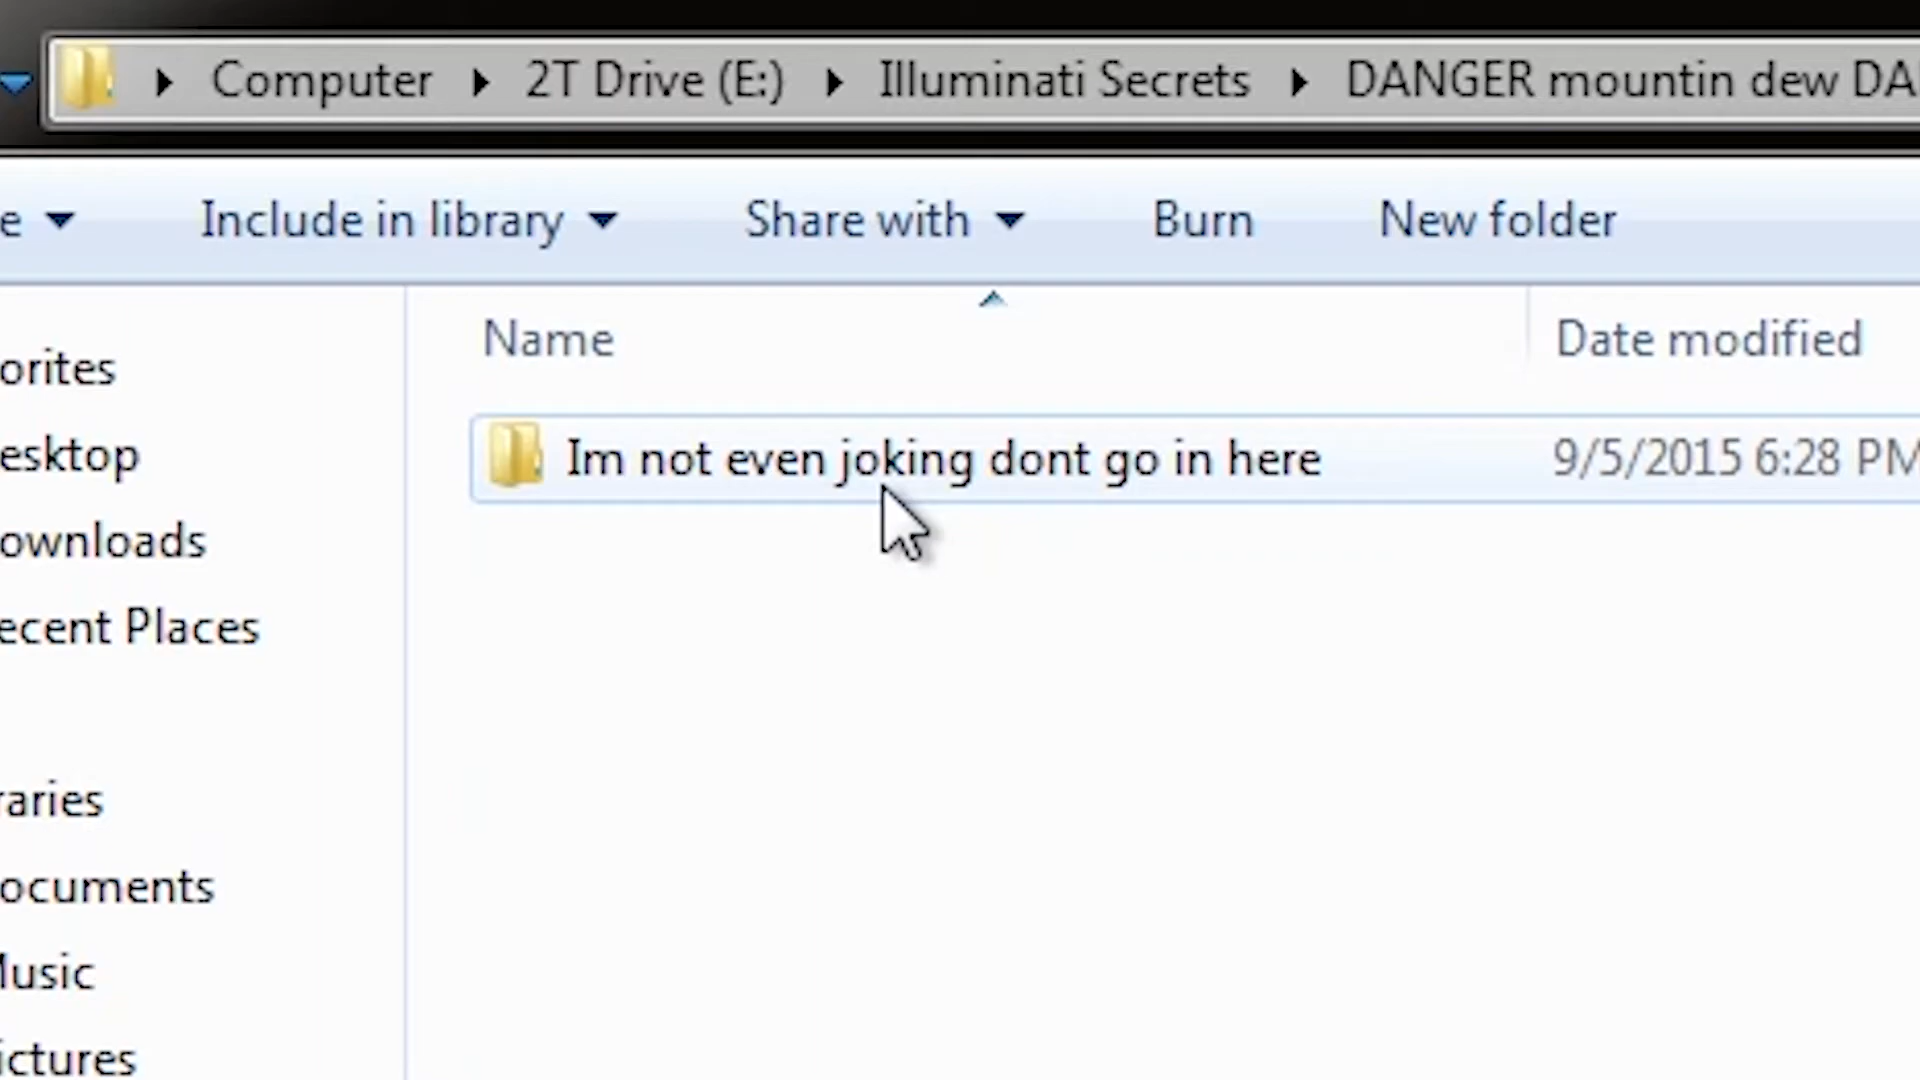 Computer 2T Drive (E:) Illuminati Secrets DANGER mountin dew
Include in library Share with Burn New folder
Name Date modified
Im not even joking dont go in here 9/5/2015 6:28 PM
orites
esktop
ownloads
ecent Places
raries
ocuments
Music
ictures